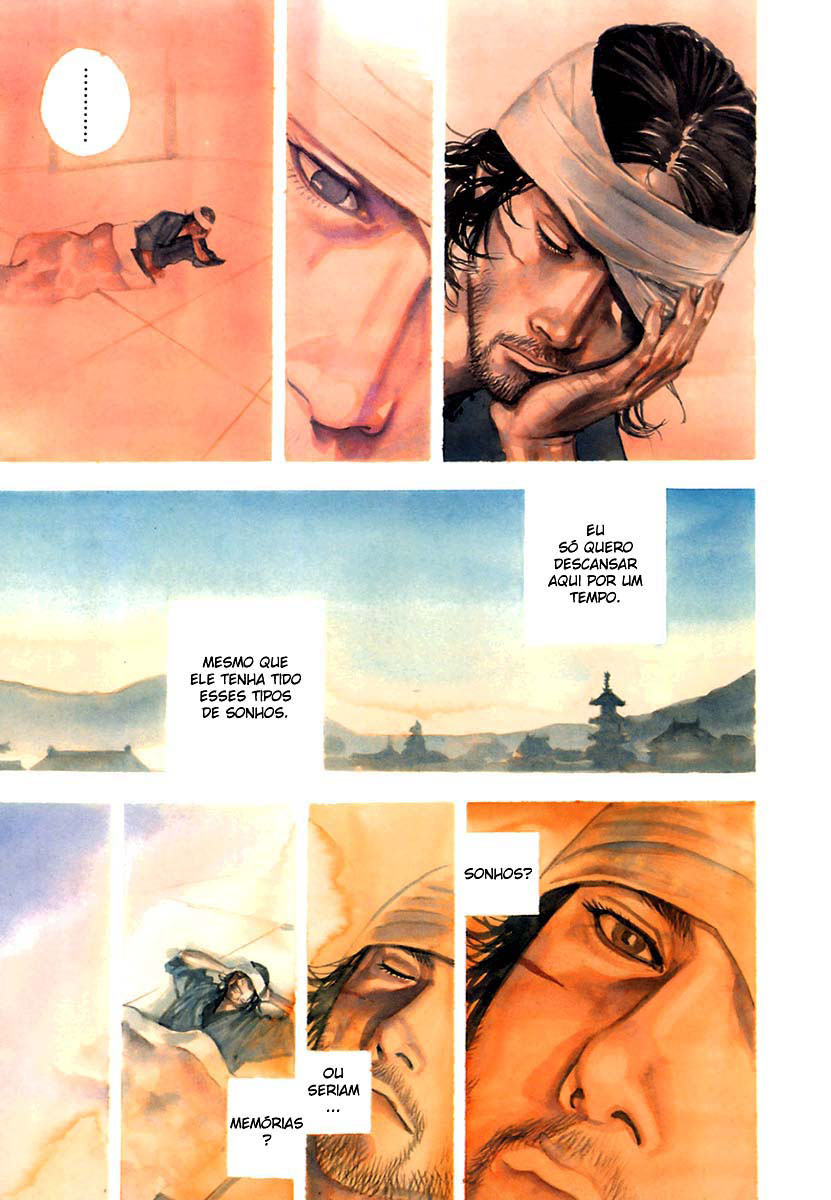 .........
EU
SÓ QUERO
DESCANSAR
AQUI POR UM
TEMPO.
MESMO QUE
ELE TENHA TIDO
ESSES TIPOS
DE SONHOS.
SONHOS?
OU
SERIAM
...
MEMÓRIAS
?